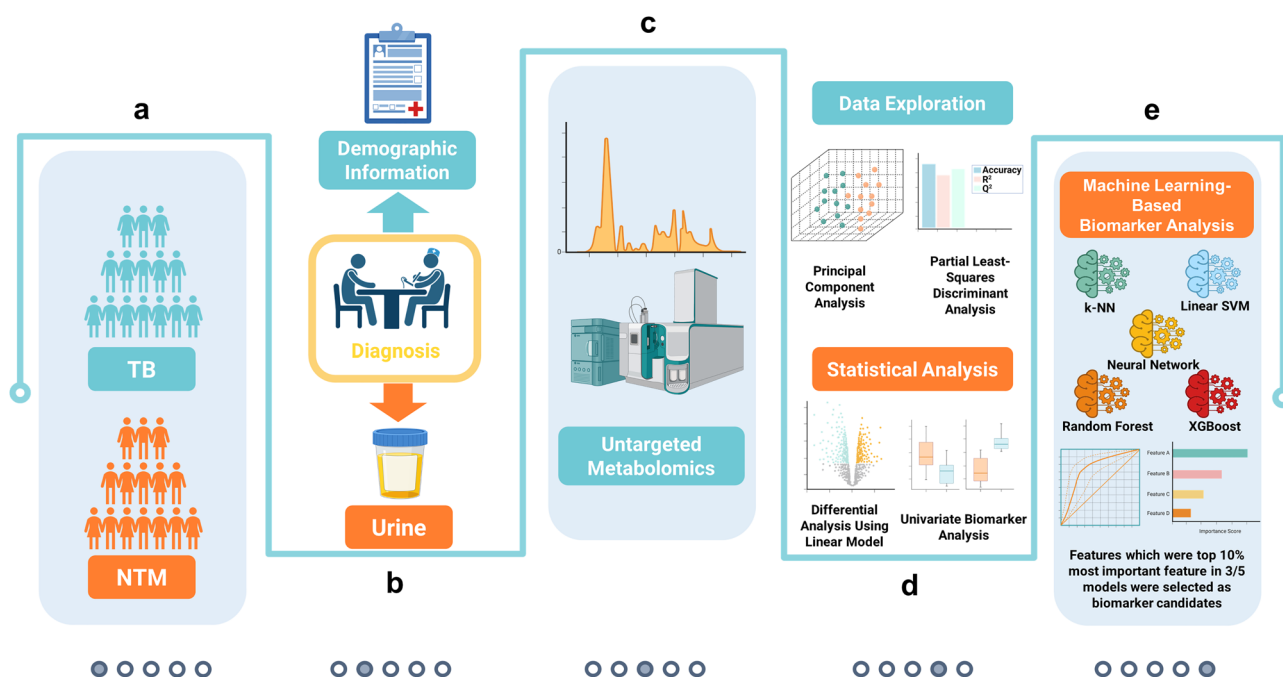 a
TB
NTM
Demographic
Information
Diagnosis
Urine
b
c
Untargeted
Metabolomics
Data Exploration
Accuracy
R²
Q²
Principal
Component
Analysis
Partial Least-
Squares
Discriminant
Analysis
Statistical Analysis
Differential
Analysis Using
Linear Model
Univariate Biomarker
Analysis
d
e
Machine Learning-
Based
Biomarker Analysis
k-NN
Linear SVM
Neural Network
Random Forest
XGBoost
Feature A
Feature B
Feature C
Feature D
Importance Score
Features which were top 10%
most important feature in 3/5
models were selected as
biomarker candidates